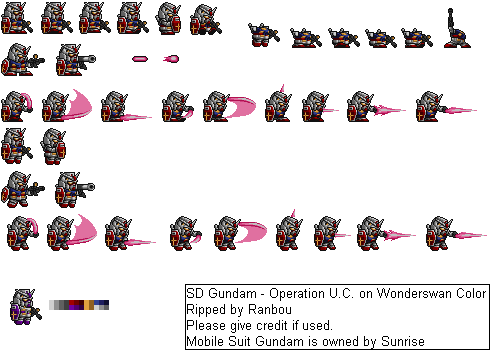 SD Gundam - Operation U.C. on Wonderswan Color
Ripped by Ranbou
Please give credit if used.
Mobile Suit Gundam is owned by Sunrise